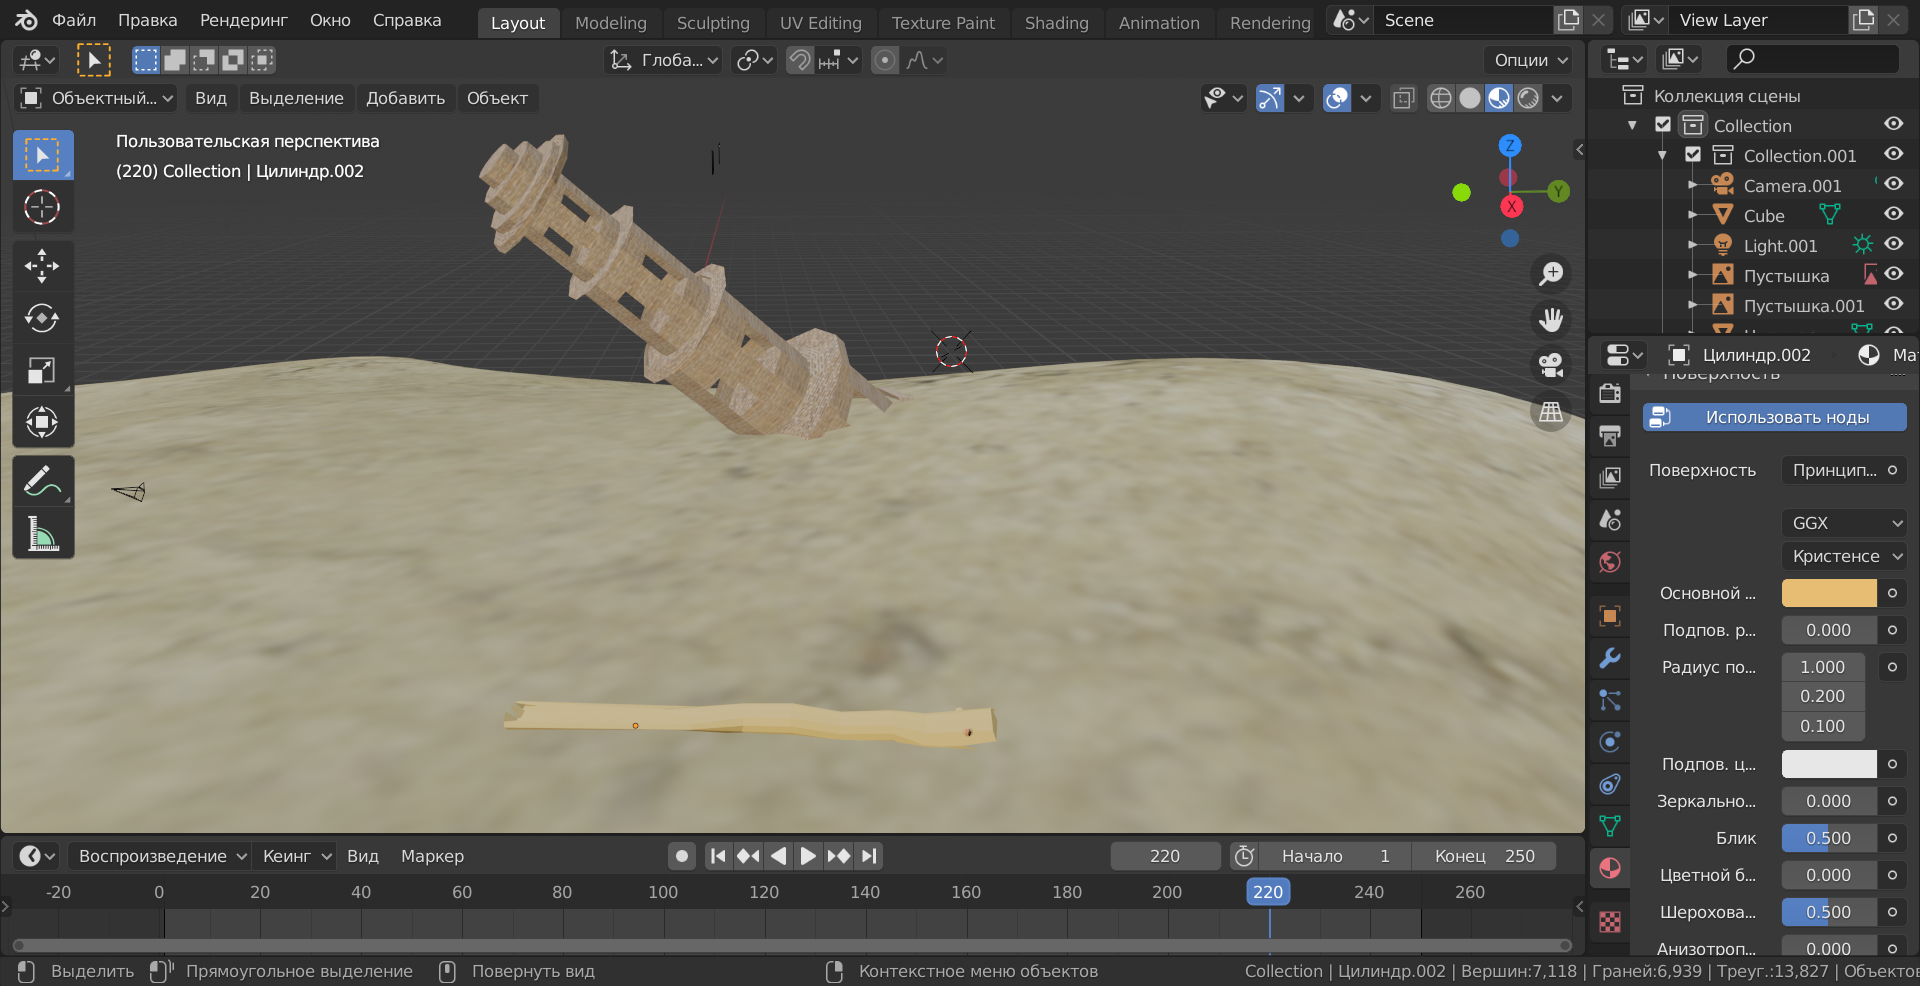 Файл Правка Рендеринг Окно Справка Layout Modeling Sculpting UV Editing Texture Paint Shading Animation Rendering Scene View Layer
Глоба... Опции
Объектный... Вид Выделение Добавить Объект
Пользовательская перспектива
(220) Collection | Цилиндр.002
Z
Y
X
Коллекция сцены
Collection
Collection.001
Camera.001
Cube
Light.001
Пустышка
Пустышка.001
Цилиндр.002 Ма
Поверхность
Использовать ноды
Поверхность Принцип...
GGX
Кристенсе
Основной ...
Подпов. р... 0.000
Радиус по... 1.000
0.200
0.100
Подпов. ц...
Зеркально... 0.000
Блик 0.500
Цветной б... 0.000
Шерохова... 0.500
Анизотроп... 0.000
Воспроизведение Кеинг Вид Маркер 220 Начало 1 Конец 250
-20 0 20 40 60 80 100 120 140 160 180 200 220 240 260
Выделить Прямоугольное выделение Повернуть вид Контекстное меню объектов Collection | Цилиндр.002 | Вершин:7,118 | Граней:6,939 | Треуг.:13,827 | Объектов